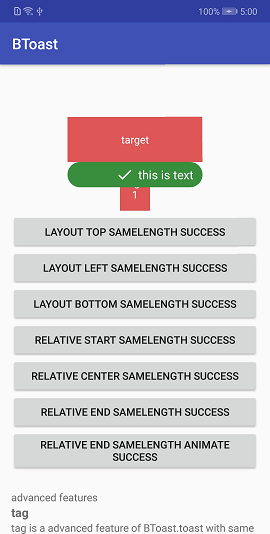 100% 5:00
BToast
target
this is text
1
LAYOUT TOP SAMELENGTH SUCCESS
LAYOUT LEFT SAMELENGTH SUCCESS
LAYOUT BOTTOM SAMELENGTH SUCCESS
RELATIVE START SAMELENGTH SUCCESS
RELATIVE CENTER SAMELENGTH SUCCESS
RELATIVE END SAMELENGTH SUCCESS
RELATIVE END SAMELENGTH ANIMATE
SUCCESS
advanced features
tag
tag is a advanced feature of BToast.toast with same